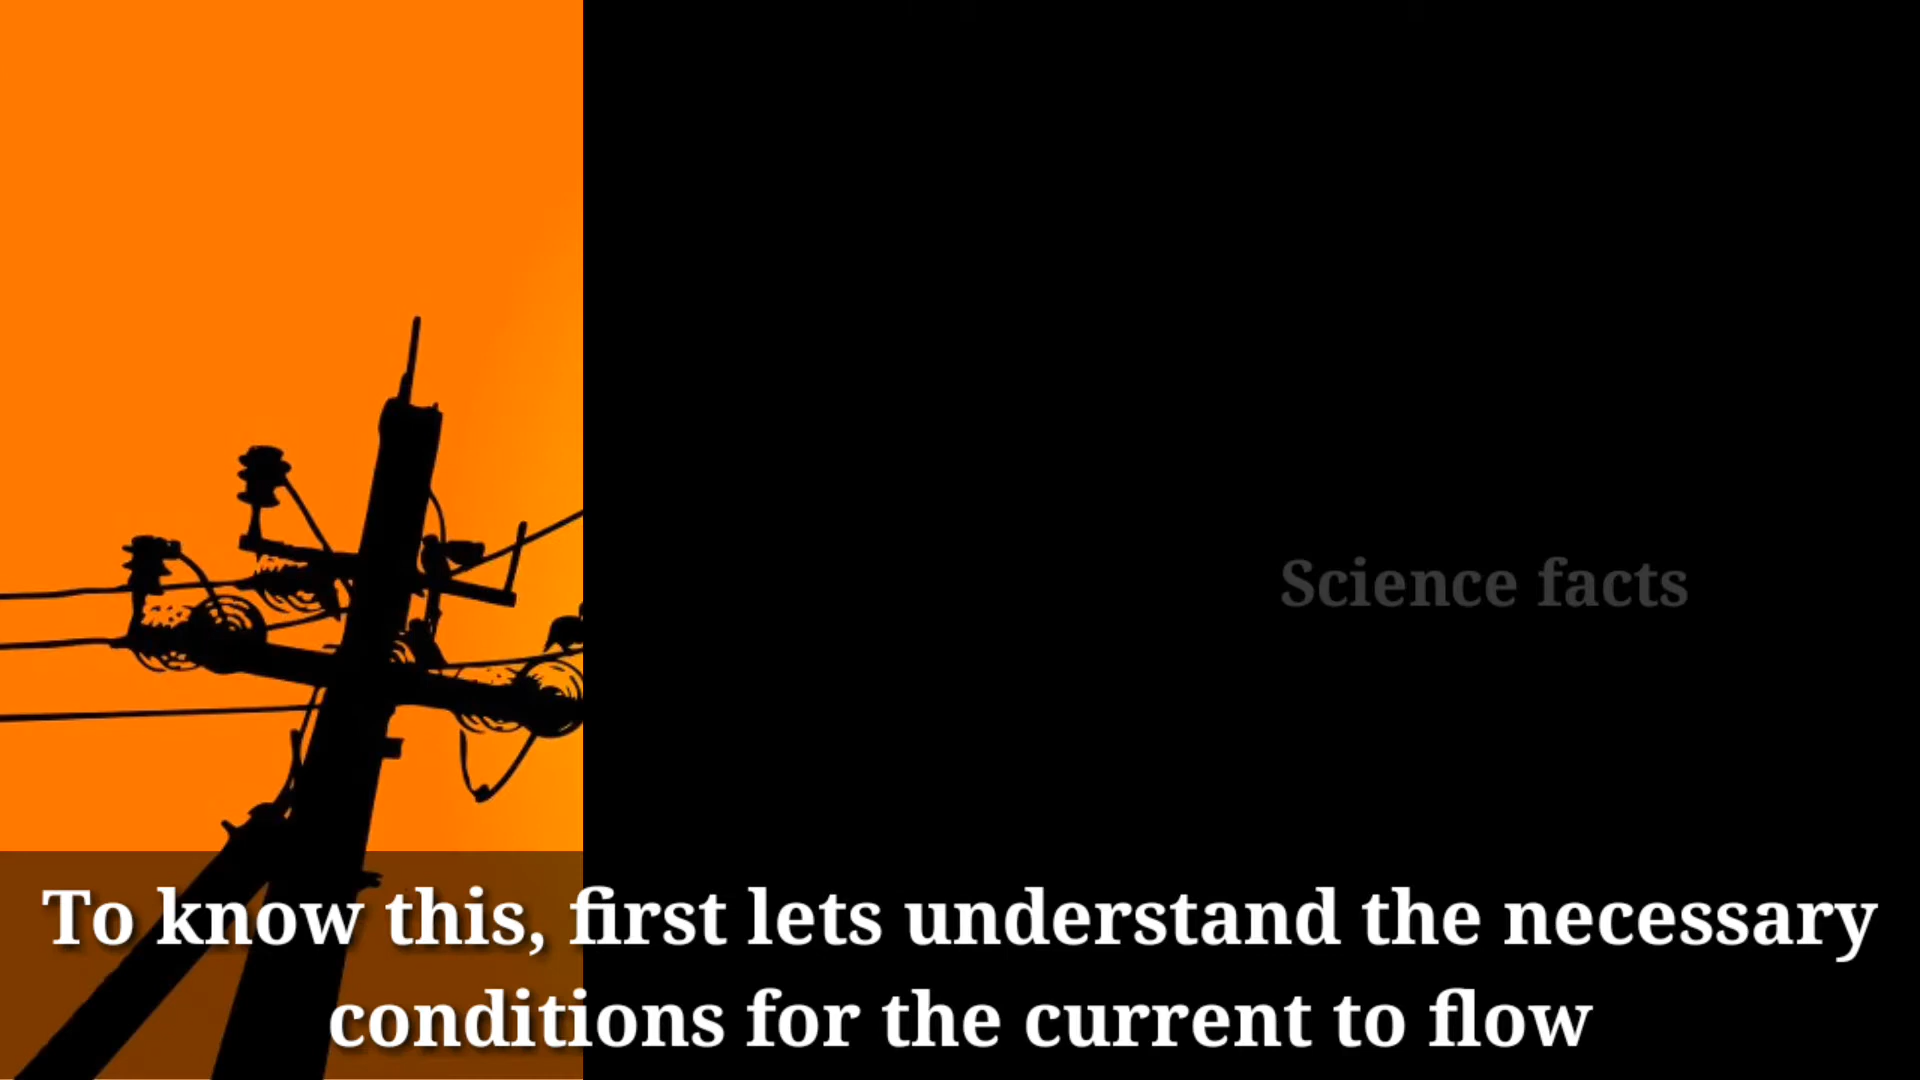 Science facts
To know this, first lets understand the necessary
conditions for the current to flow